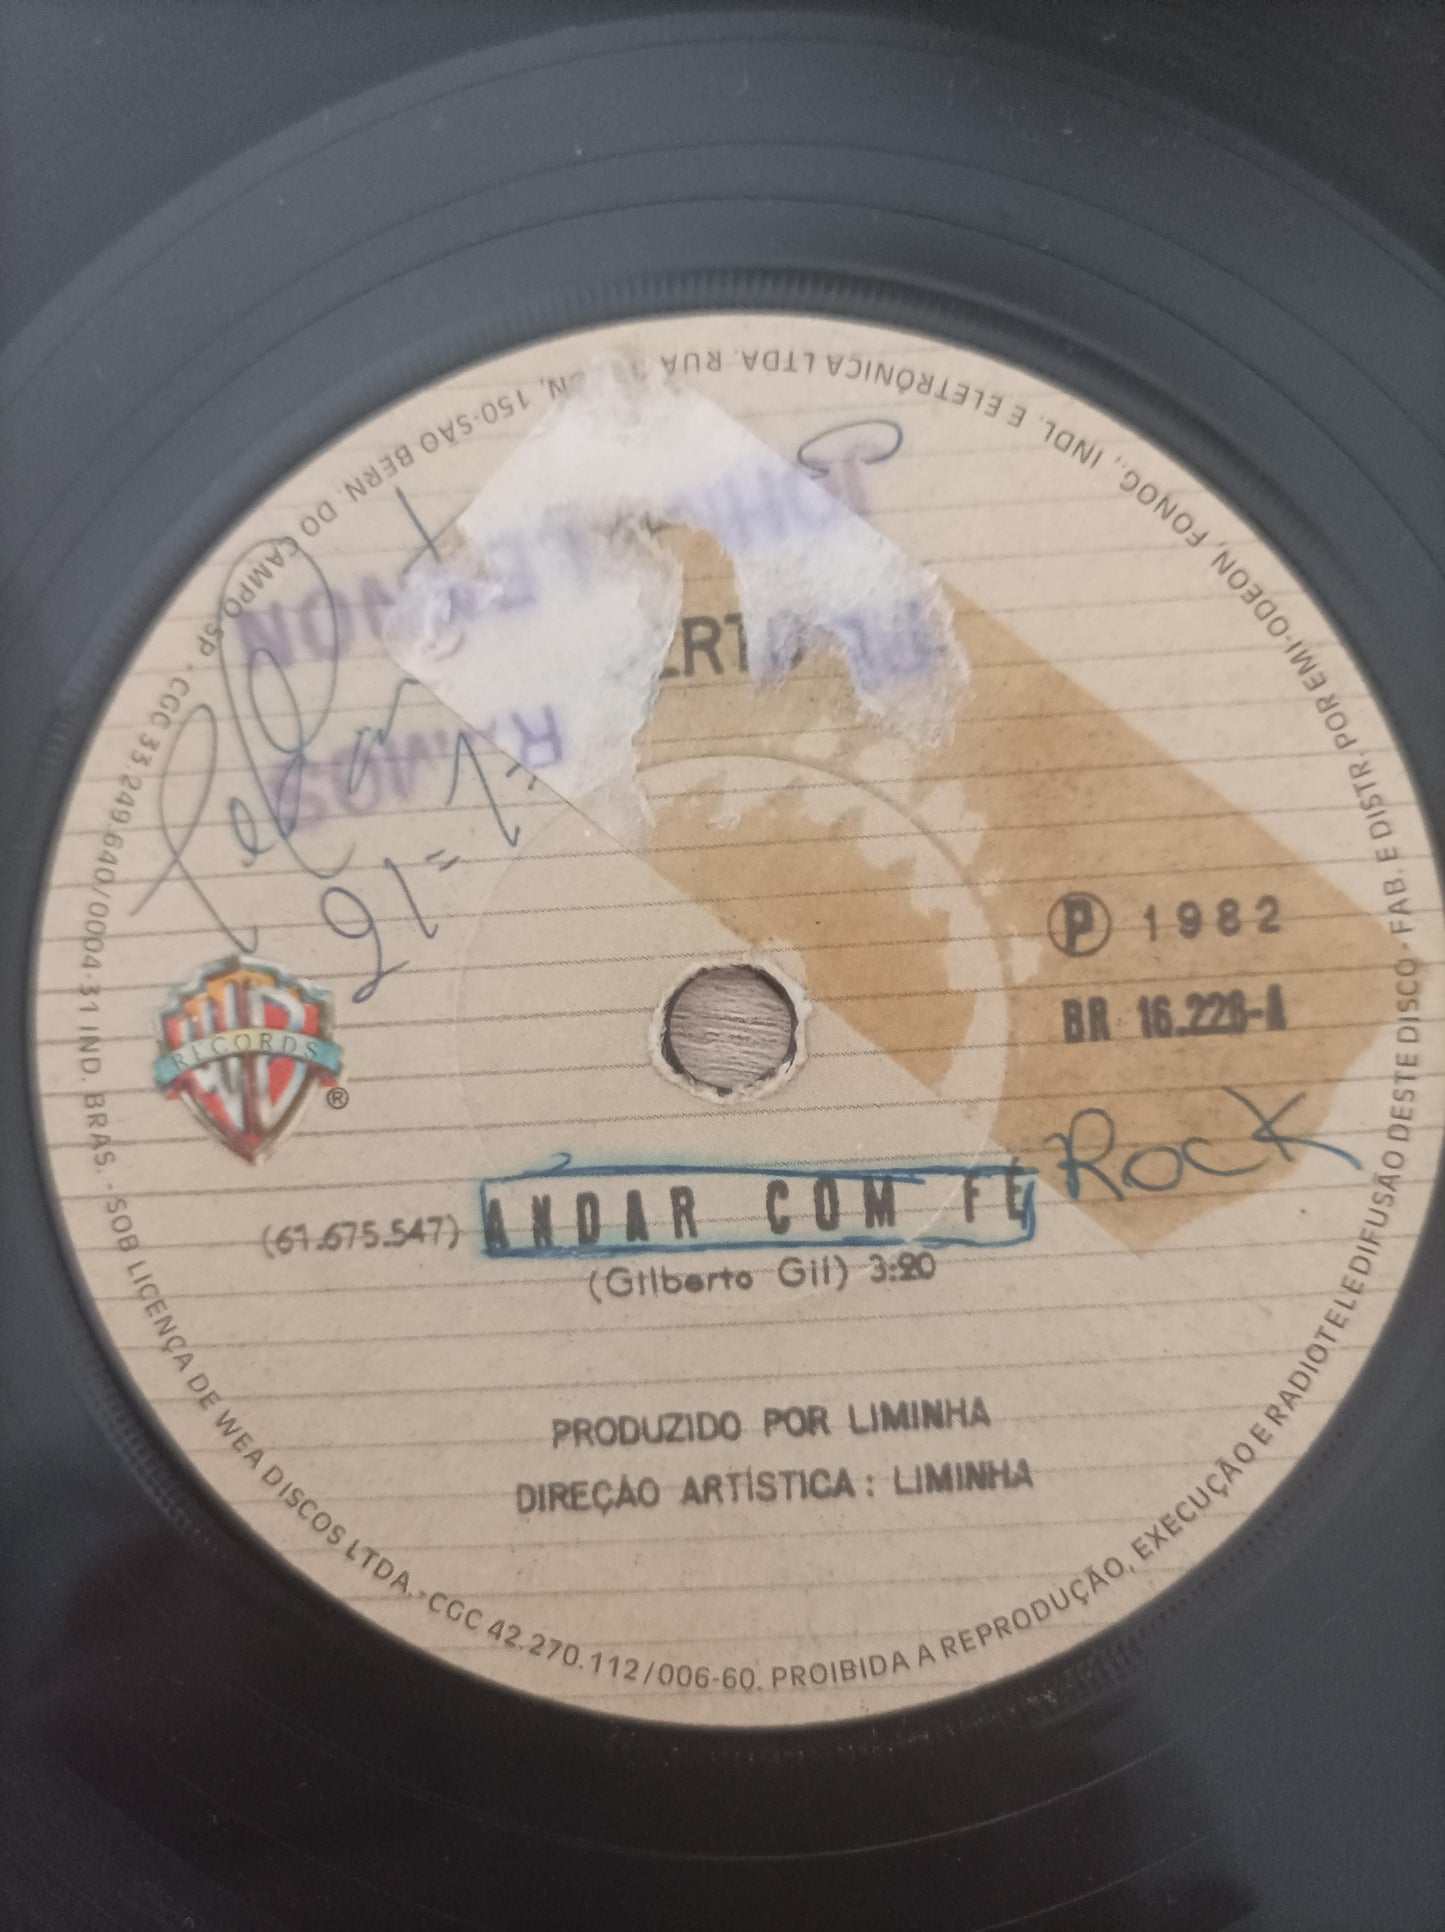 ERTO
℗ 1982
BR 16.228-A
RECORDS
®
ROCK
ANDAR COM FÉ
(61.675.547)
(Gilberto Gil) 3:20
PRODUZIDO POR LIMINHA
DIREÇÃO ARTÍSTICA: LIMINHA
LEMON
RAMOS
FAB. E DISTR. POR EMI-ODEON, FONOG., INDL. E ELETRÔNICA LTDA. RUA 150-SÃO BERN. DO CAMPO-SP - CGC 33.249.640/0004-31 IND. BRAS. - SOB LICENÇA DE WEA DISCOS LTDA. - CGC 42.270.112/006-60. PROIBIDA A REPRODUÇÃO, EXECUÇÃO E RADIOTELEDIFUSÃO DESTE DISCO -